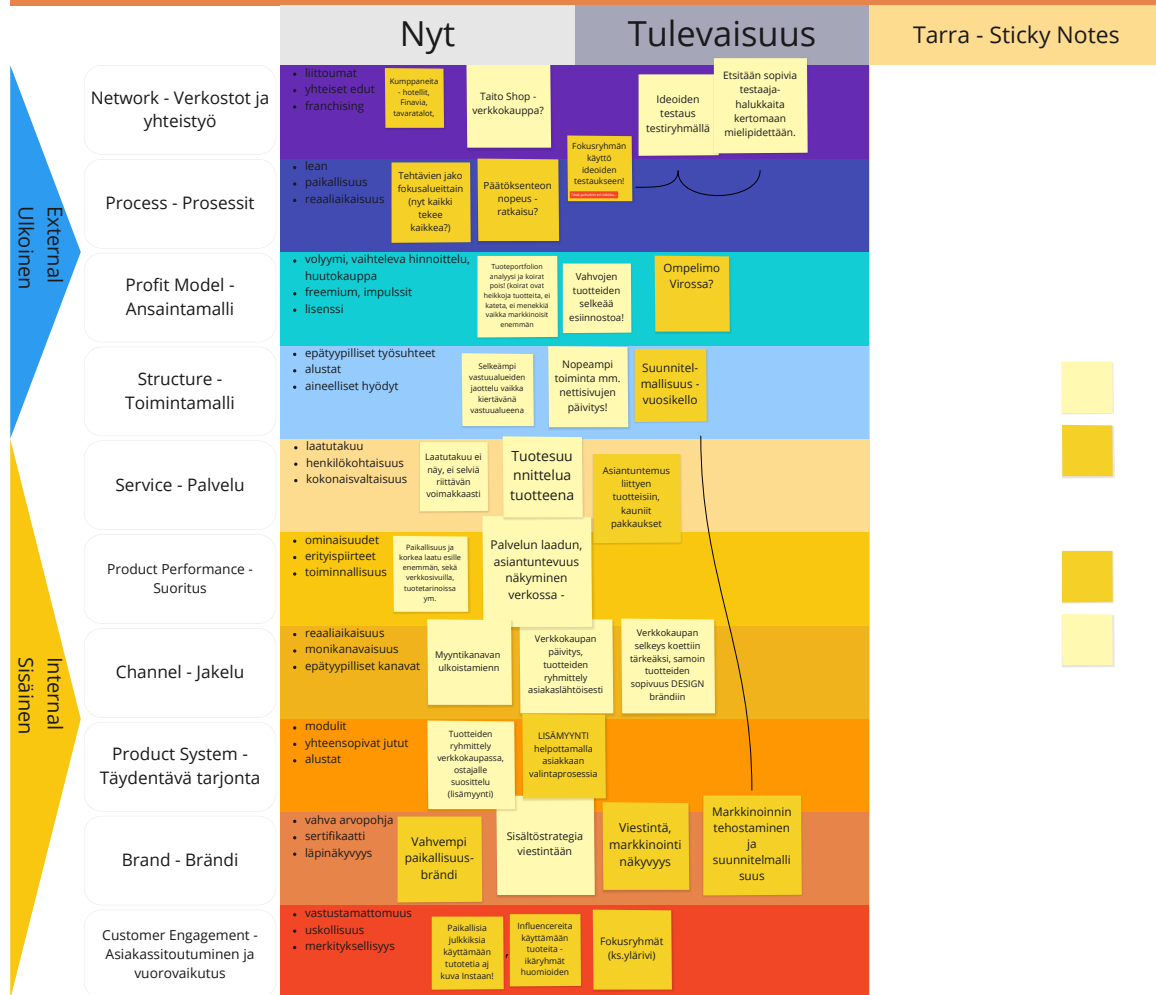 Nyt
Tulevaisuus
Tarra - Sticky Notes
External
Ulkoinen
Network - Verkostot ja
yhteistyö
• liittoumat
• yhteiset edut
• franchising
Kumppaneita
- hotellit,
Finavia,
tavaratalot,
Taito Shop -
verkkokauppa?
Ideoiden
testaus
testiryhmällä
Etsitään sopivia
testaaja-
halukkaita
kertomaan
mielipidettään.
Process - Prosessit
• lean
• paikallisuus
• reaaliaikaisuus
Tehtävien jako
fokusalueittain
(nyt kaikki
tekee
kaikkea?)
Päätöksenteon
nopeus -
ratkaisu?
Fokusryhmän
käyttö
ideoiden
testaukseen!
Profit Model -
Ansaintamalli
• volyymi, vaihteleva hinnoittelu,
huutokauppa
• freemium, impulssit
• lisenssi
Tuoteportfolion
analyysi ja koirat
pois! (koirat ovat
heikkoja tuotteita, ei
kateta, ei menekkiä
vaikka markkinoisit
enemmän
Vahvojen
tuotteiden
selkeää
esiinnostoa!
Ompelimo
Virossa?
Structure -
Toimintamalli
• epätyypilliset työsuhteet
• alustat
• aineelliset hyödyt
Selkeämpi
vastuualueiden
jaottelu vaikka
kiertävänä
vastuualueena
Nopeampi
toiminta mm.
nettisivujen
päivitys!
Suunnitel-
mallisuus -
vuosikello
Internal
Sisäinen
Service - Palvelu
• laatutakuu
• henkilökohtaisuus
• kokonaisvaltaisuus
Laatutakuu ei
näy, ei selviä
riittävän
voimakkaasti
Tuotesuu
nnittelua
tuotteena
Asiantuntemus
liittyen
tuotteisiin,
kauniit
pakkaukset
Product Performance -
Suoritus
• ominaisuudet
• erityispiirteet
• toiminnallisuus
Paikallisuus ja
korkea laatu esille
enemmän, sekä
verkkosivuilla,
tuotetarinoissa
ym.
Palvelun laadun,
asiantuntevuus
näkyminen
verkossa -
Channel - Jakelu
• reaaliaikaisuus
• monikanavaisuus
• epätyypilliset kanavat
Myyntikanavan
ulkoistamienn
Verkkokaupan
päivitys,
tuotteiden
ryhmittely
asiakaslähtöisesti
Verkkokaupan
selkeys koettiin
tärkeäksi, samoin
tuotteiden
sopivuus DESIGN
brändiin
Product System -
Täydentävä tarjonta
• modulit
• yhteensopivat jutut
• alustat
Tuotteiden
ryhmittely
verkkokaupassa,
ostajalle
suosittelu
(lisämyynti)
LISÄMYYNTI
helpottamalla
asiakkaan
valintaprosessia
Brand - Brändi
• vahva arvopohja
• sertifikaatti
• läpinäkyvyys
Vahvempi
paikallisuus-
brändi
Sisältöstrategia
viestintään
Viestintä,
markkinointi
näkyvyys
Markkinoinnin
tehostaminen
ja
suunnitelmalli
suus
Customer Engagement -
Asiakassitoutuminen ja
vuorovaikutus
• vastustamattomuus
• uskollisuus
• merkityksellisyys
Paikallisia
julkkiksia
käyttämään
tutotetia aj
kuva Instaan!
Influencereita
käyttämään
tuoteita -
ikäryhmät
huomioiden
Fokusryhmät
(ks.ylärivi)